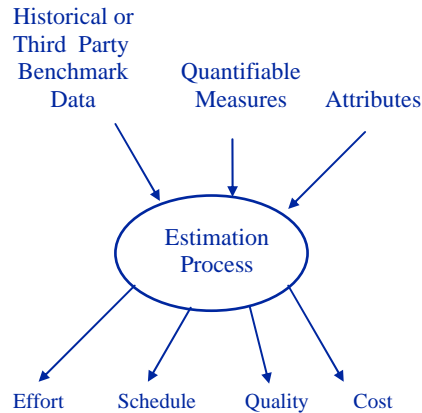 Historical or
Third Party
Benchmark
Data
Quantifiable
Measures
Attributes
Estimation
Process
Effort
Schedule
Quality
Cost